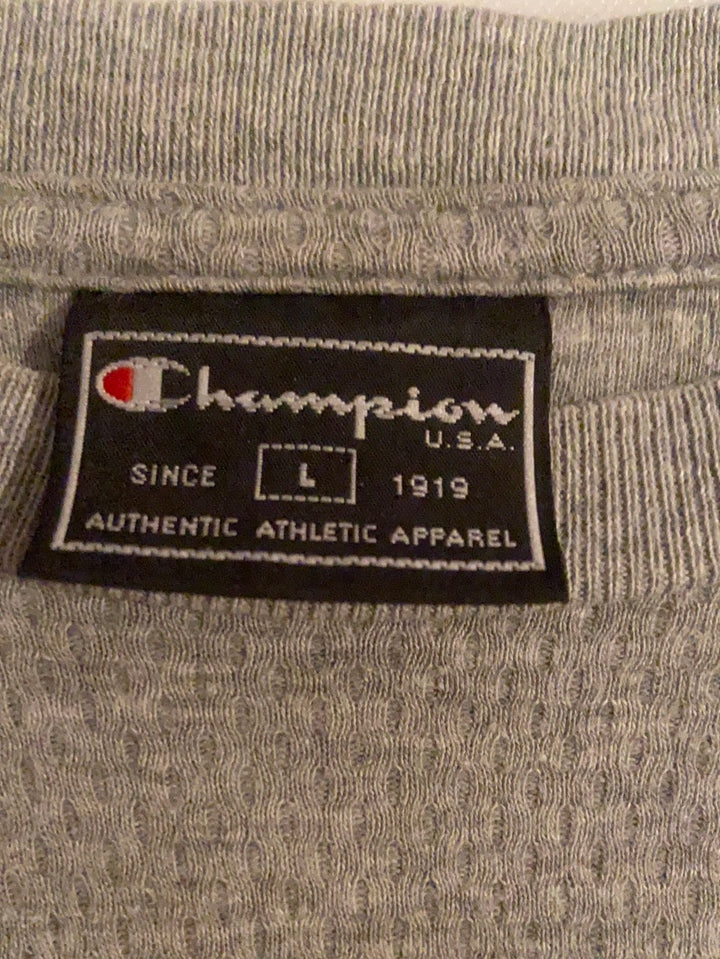 Champion
U.S.A.
SINCE L 1919
AUTHENTIC ATHLETIC APPAREL